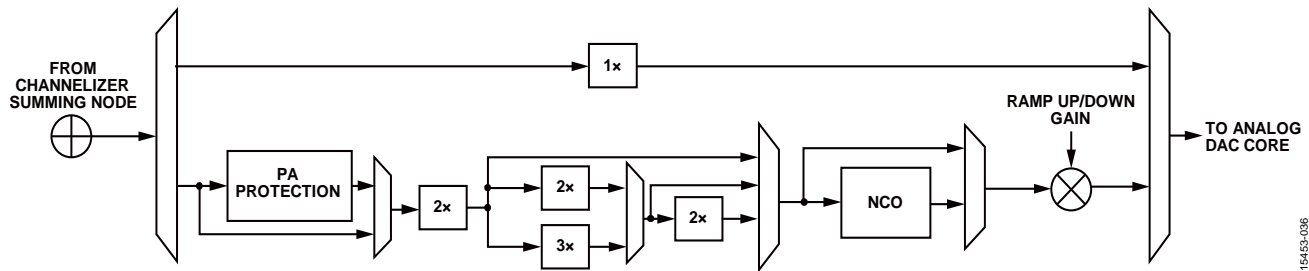 FROM
CHANNELIZER
SUMMING NODE
1×
RAMP UP/DOWN
GAIN
TO ANALOG
DAC CORE
PA
PROTECTION
2×
2×
3×
2×
NCO
15453-036